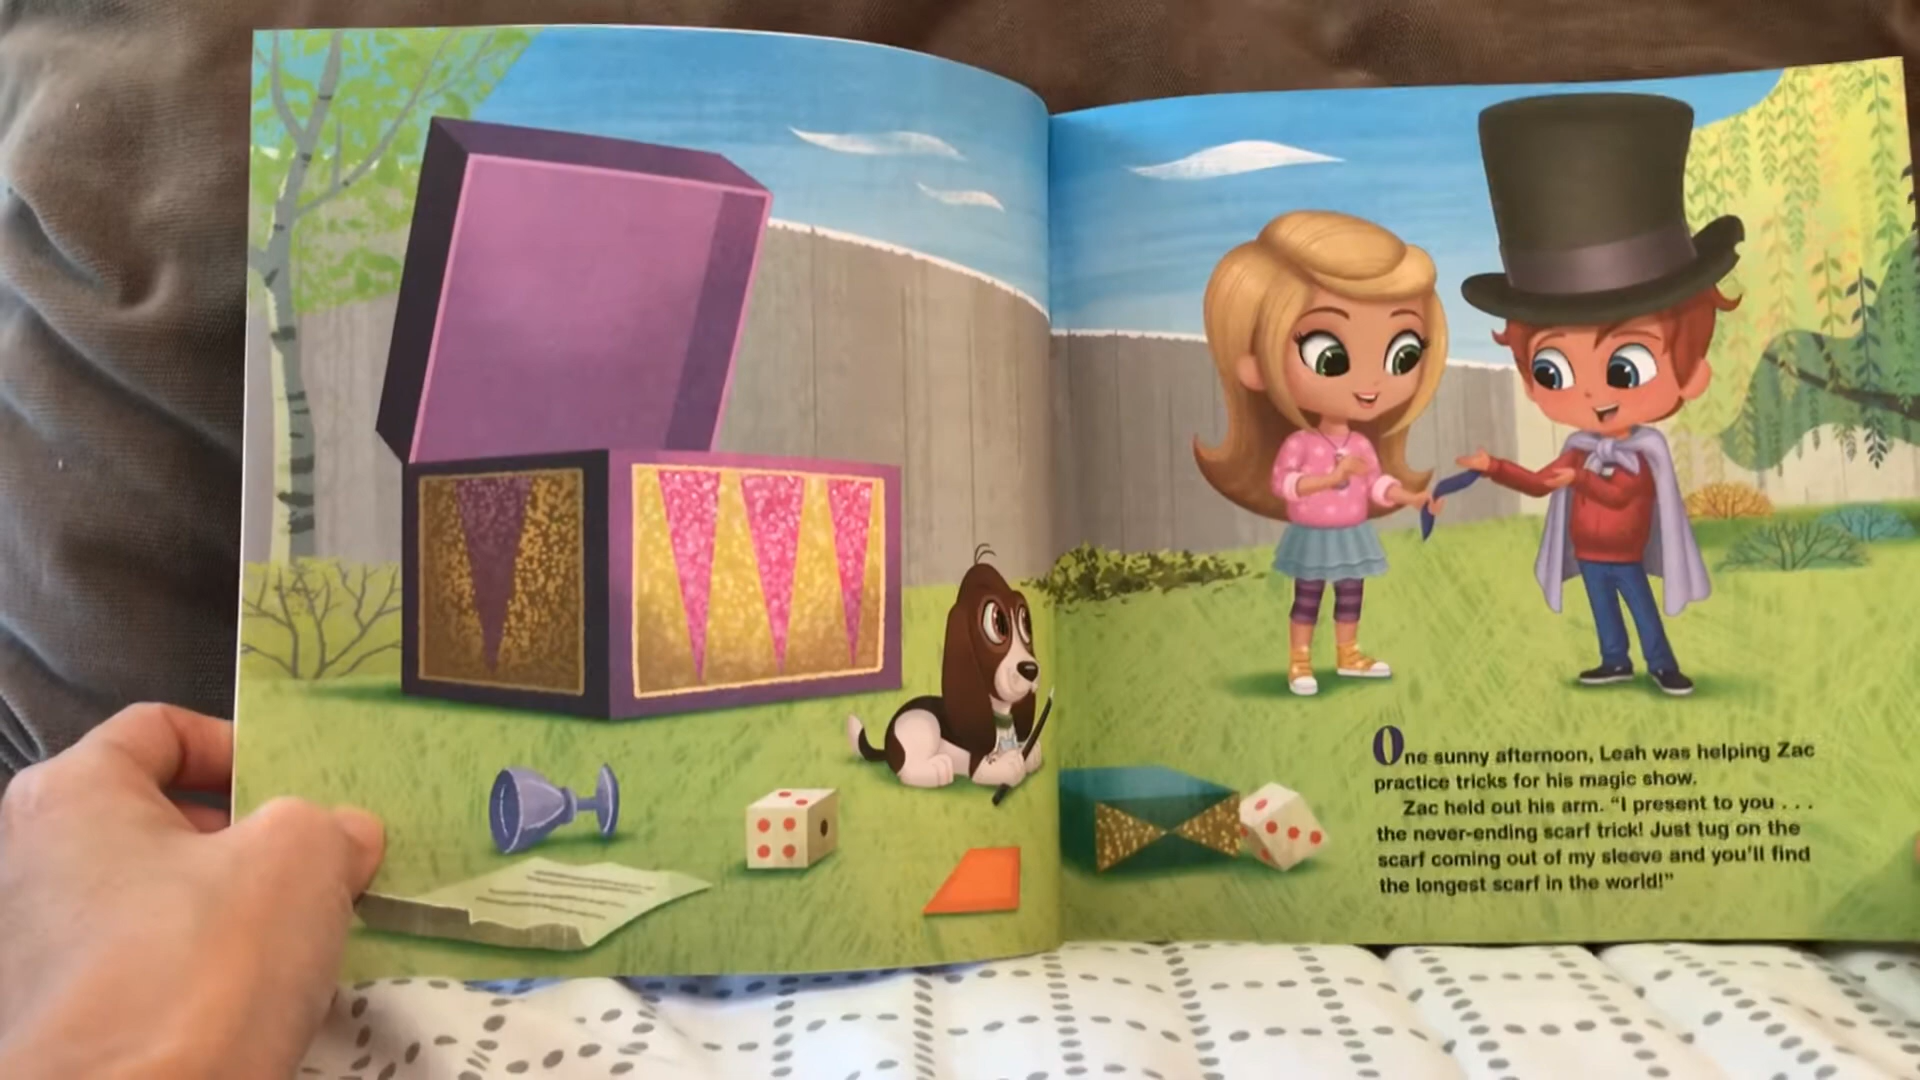 One sunny afternoon, Leah was helping Zac
practice tricks for his magic show.
Zac held out his arm. “I present to you . . .
the never-ending scarf trick! Just tug on the
scarf coming out of my sleeve and you’ll find
the longest scarf in the world!”